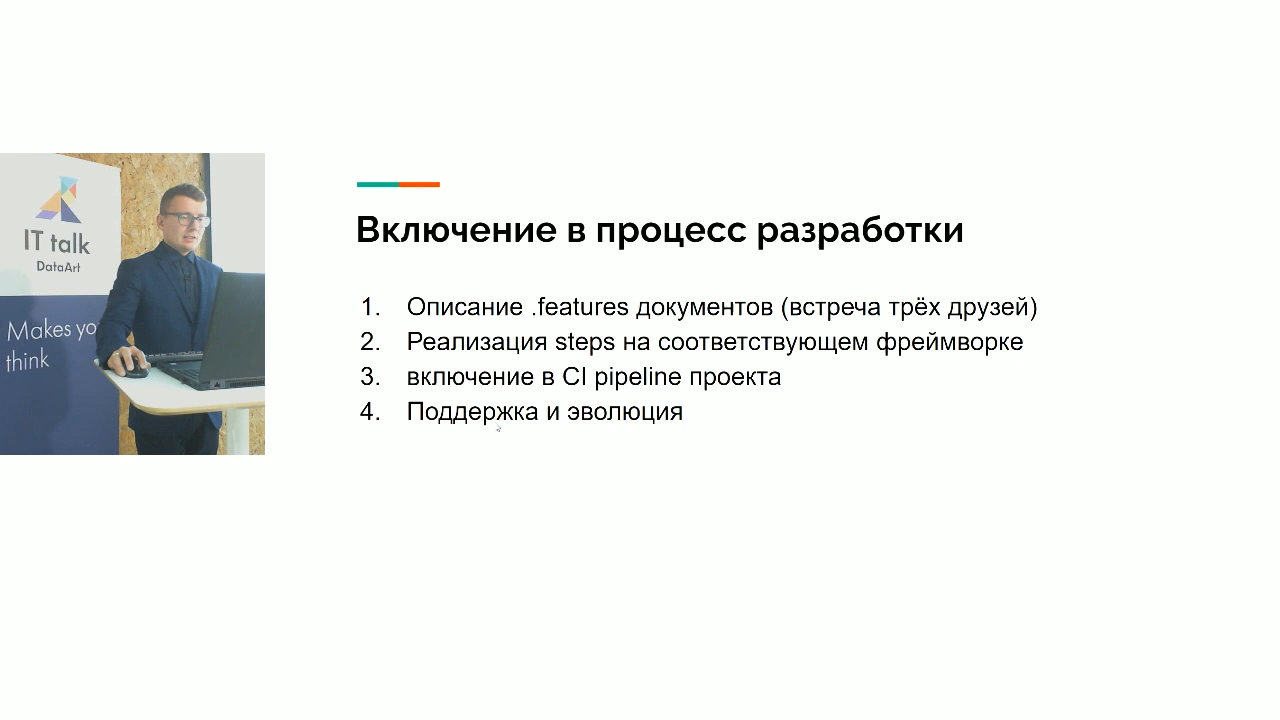 IT talk
DataArt
Makes yo
think
Включение в процесс разработки
1. Описание .features документов (встреча трёх друзей)
2. Реализация steps на соответствующем фреймворке
3. включение в CI pipeline проекта
4. Поддержка и эволюция